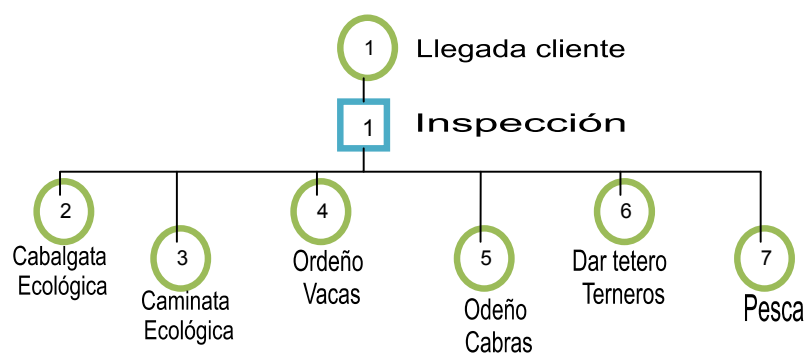 1 Llegada cliente
1 Inspección
2
Cabalgata
Ecológica
3
Caminata
Ecológica
4
Ordeño
Vacas
5
Odeño
Cabras
6
Dar tetero
Terneros
7
Pesca